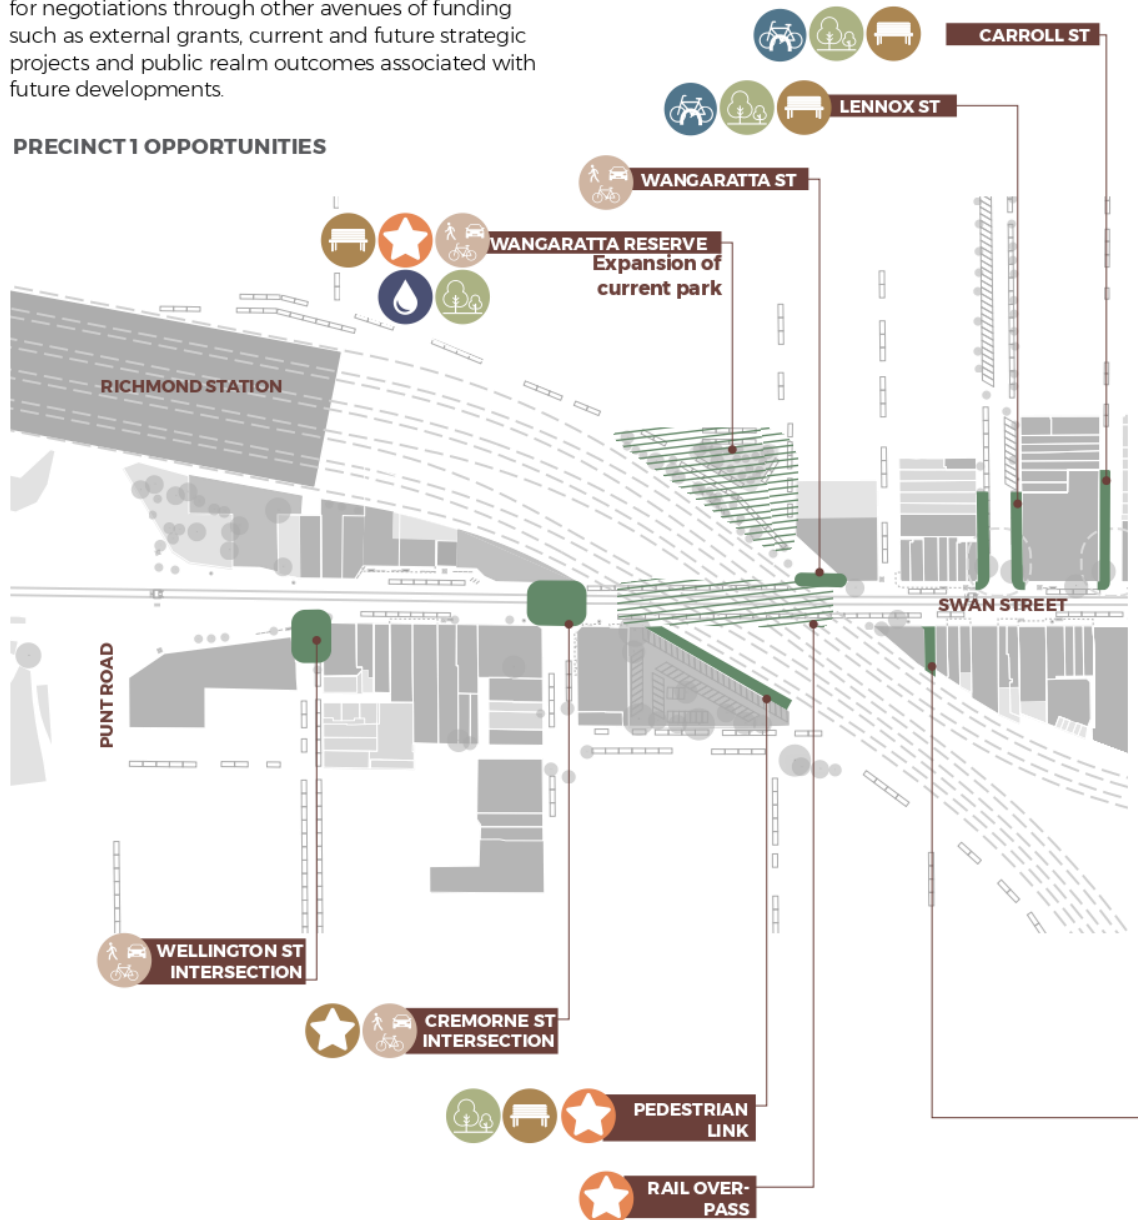 for negotiations through other avenues of funding
such as external grants, current and future strategic
projects and public realm outcomes associated with
future developments.
PRECINCT 1 OPPORTUNITIES
CARROLL ST
LENNOX ST
WANGARATTA ST
WANGARATTA RESERVE
Expansion of
current park
RICHMOND STATION
SWAN STREET
PUNT ROAD
WELLINGTON ST
INTERSECTION
CREMORNE ST
INTERSECTION
PEDESTRIAN
LINK
RAIL OVER-
PASS